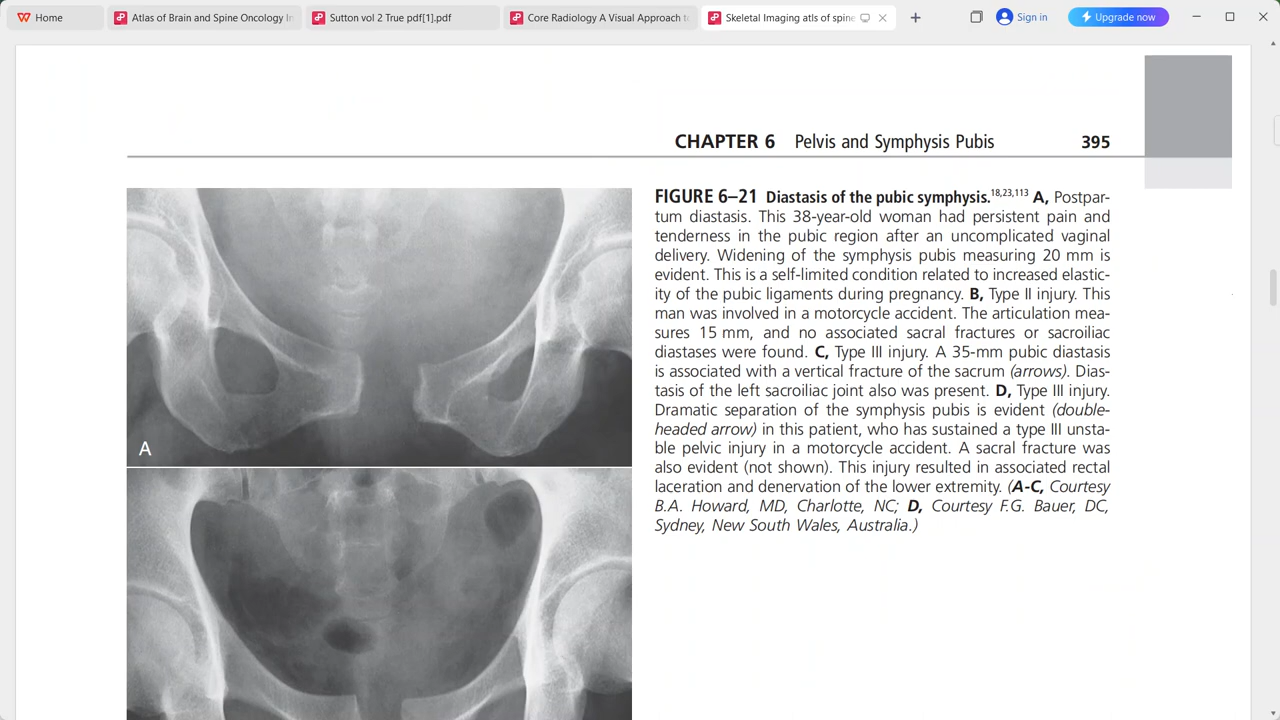 Home
Atlas of Brain and Spine Oncology I
Sutton vol 2 True pdf[1].pdf
Core Radiology A Visual Approach to
Skeletal Imaging atls of spine
Sign in
Upgrade now
CHAPTER 6 Pelvis and Symphysis Pubis 395
FIGURE 6–21 Diastasis of the pubic symphysis.18,23,113 A, Postpar-
tum diastasis. This 38-year-old woman had persistent pain and
tenderness in the pubic region after an uncomplicated vaginal
delivery. Widening of the symphysis pubis measuring 20 mm is
evident. This is a self-limited condition related to increased elastic-
ity of the pubic ligaments during pregnancy. B, Type II injury. This
man was involved in a motorcycle accident. The articulation mea-
sures 15 mm, and no associated sacral fractures or sacroiliac
diastases were found. C, Type III injury. A 35-mm pubic diastasis
is associated with a vertical fracture of the sacrum (arrows). Dias-
tasis of the left sacroiliac joint also was present. D, Type III injury.
Dramatic separation of the symphysis pubis is evident (double-
headed arrow) in this patient, who has sustained a type III unsta-
ble pelvic injury in a motorcycle accident. A sacral fracture was
also evident (not shown). This injury resulted in associated rectal
laceration and denervation of the lower extremity. (A-C, Courtesy
B.A. Howard, MD, Charlotte, NC; D, Courtesy F.G. Bauer, DC,
Sydney, New South Wales, Australia.)
A